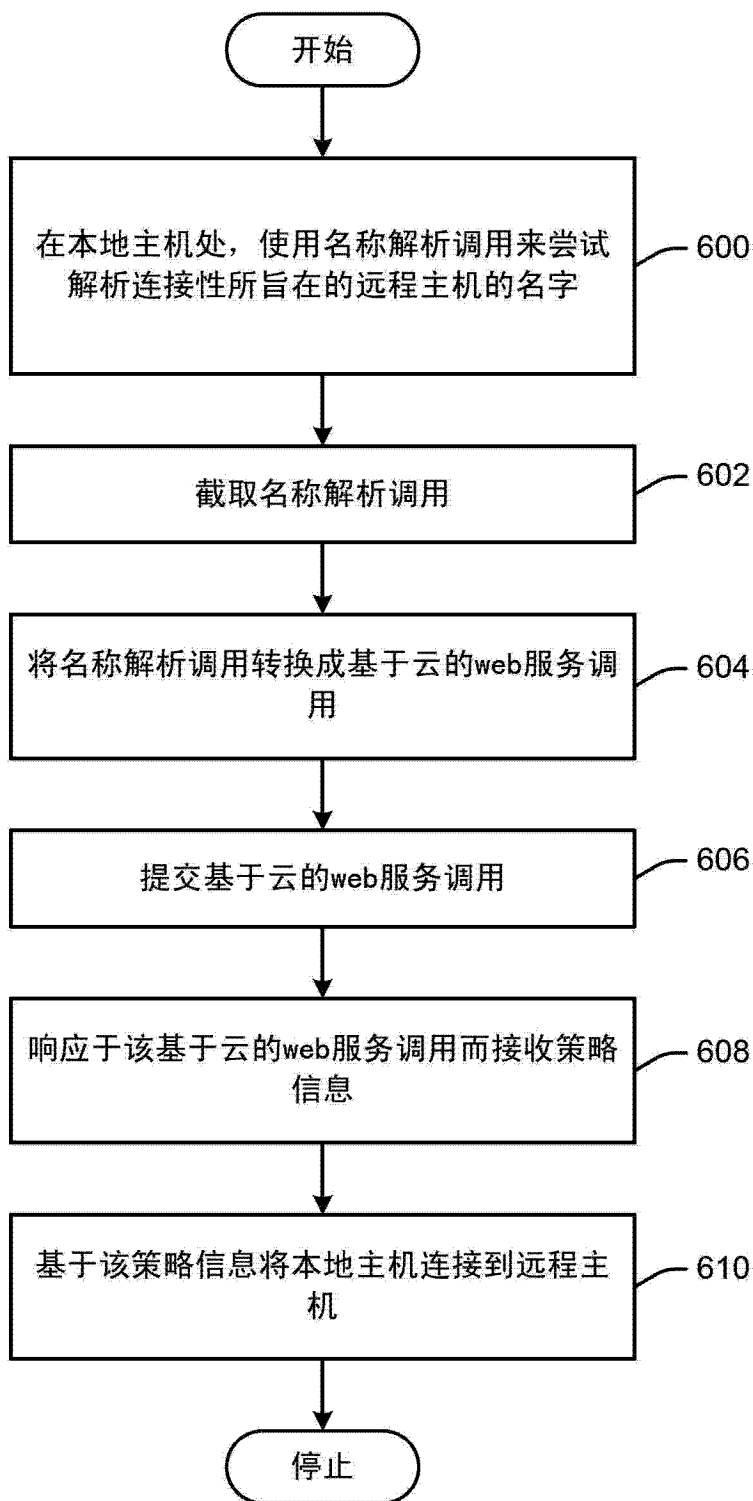 开始
在本地主机处，使用名称解析调用来尝试
解析连接性所旨在的远程主机的名字
600
截取名称解析调用
602
将名称解析调用转换成基于云的web服务调
用
604
提交基于云的web服务调用
606
响应于该基于云的web服务调用而接收策略
信息
608
基于该策略信息将本地主机连接到远程主
机
610
停止